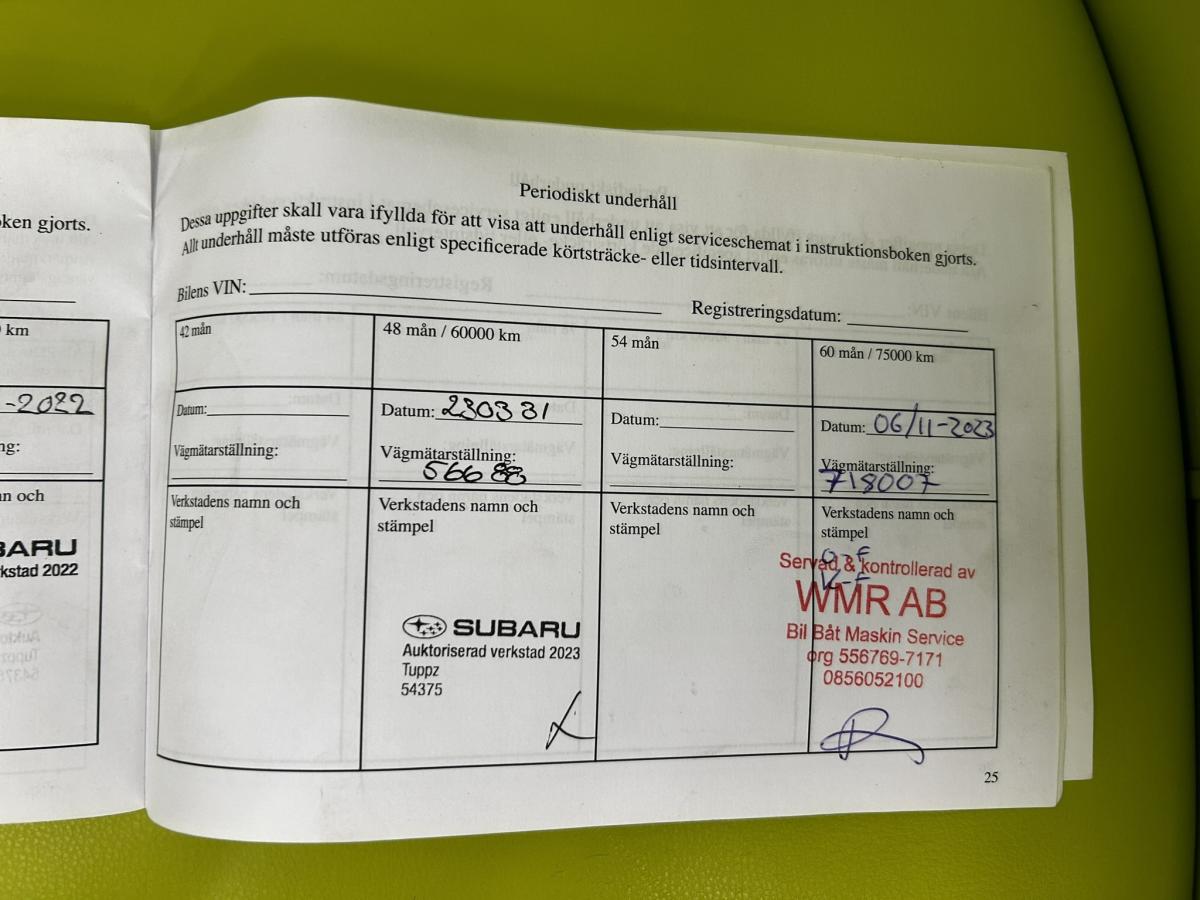 ken gjorts.
km
-2022
ng:
n och
BARU
kstad 2022
Periodiskt underhåll
Dessa uppgifter skall vara ifyllda för att visa att underhåll enligt serviceschemat i instruktionsboken gjorts.
Allt underhåll måste utföras enligt specificerade körtsträcke- eller tidsintervall.
Bilens VIN:
Registreringsdatum:
42 mån
Datum:
Vägmätarställning:
Verkstadens namn och
stämpel
48 mån / 60000 km
Datum: 230331
Vägmätarställning:
56688
Verkstadens namn och
stämpel
SUBARU
Auktoriserad verkstad 2023
Tuppz
54375
54 mån
Datum:
Vägmätarställning:
Verkstadens namn och
stämpel
60 mån / 75000 km
Datum: 06/11-2023
Vägmätarställning:
718007
Verkstadens namn och
stämpel
O-F
K-F
Servad & kontrollerad av
WMR AB
Bil Båt Maskin Service
org 556769-7171
0856052100
25